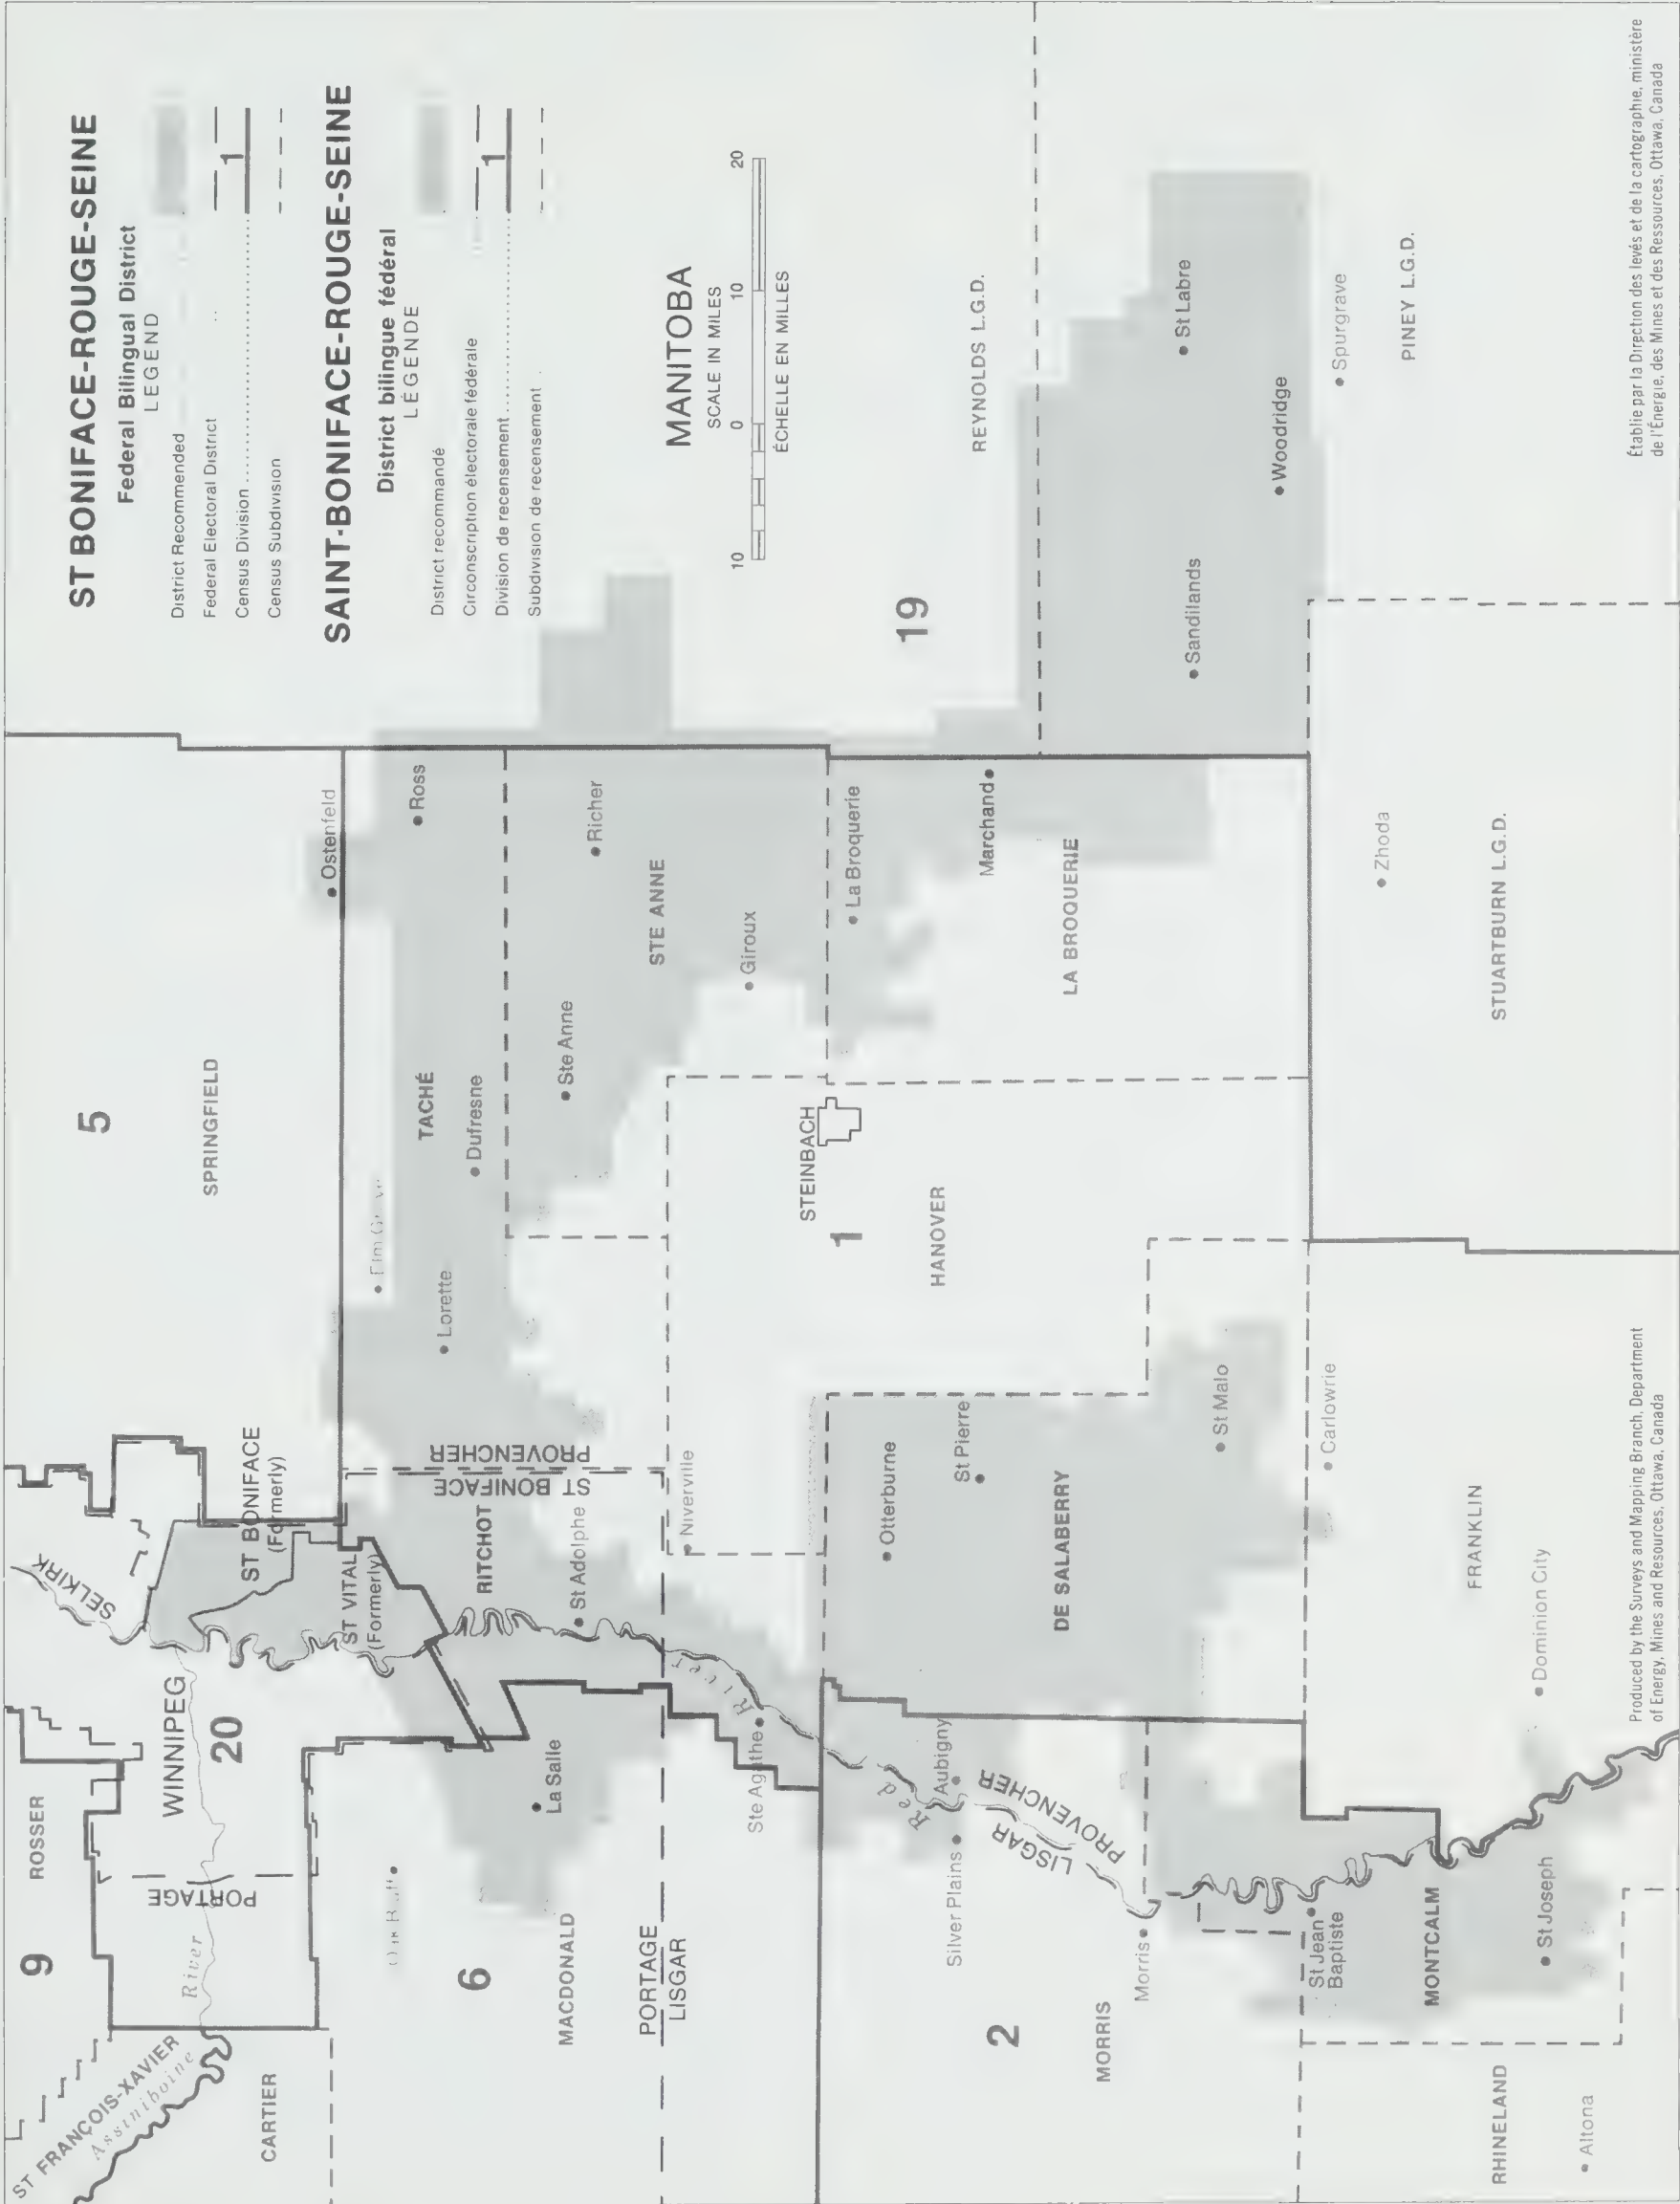 ST BONIFACE-ROUGE-SEINE
Federal Bilingual District
LEGEND
District Recommended
Federal Electoral District
Census Division
1
Census Subdivision
SAINT-BONIFACE-ROUGE-SEINE
District bilingue fédéral
LÉGENDE
District recommandé
Circonscription électorale fédérale
Division de recensement
1
Subdivision de recensement
MANITOBA
SCALE IN MILES
10 0 10 20
ÉCHELLE EN MILLES
5
SPRINGFIELD
SELKIRK
ST BONIFACE
(Formerly)
ST VITAL
(Formerly)
WINNIPEG
20
9
ROSSER
PORTAGE
River
ST FRANÇOIS-XAVIER
Assiniboine
CARTIER
Ostenfeld
Ross
TACHÉ
Dufresne
Lorette
PROVENCHER
ST BONIFACE
RITCHOT
St Adolphe
Richer
STE ANNE
Ste Anne
Giroux
La Salle
6
MACDONALD
PORTAGE
LISGAR
River
Ste Agathe
Niverville
STEINBACH
1
HANOVER
La Broquerie
Marchand
LA BROQUERIE
19
REYNOLDS L.G.D.
St Labre
Woodridge
Sandilands
Spurgrave
PINEY L.G.D.
Otterburne
St Pierre
DE SALABERRY
St Malo
Red
Aubigny
PROVENCHER
LISGAR
Silver Plains
Morris
2
MORRIS
Carlowrie
FRANKLIN
Dominion City
Zhoda
STUARTBURN L.G.D.
St Jean
Baptiste
MONTCALM
St Joseph
RHINELAND
Altona
Produced by the Surveys and Mapping Branch, Department
of Energy, Mines and Resources, Ottawa, Canada
Établie par la Direction des levés et de la cartographie, ministère
de l'Énergie, des Mines et des Ressources, Ottawa, Canada